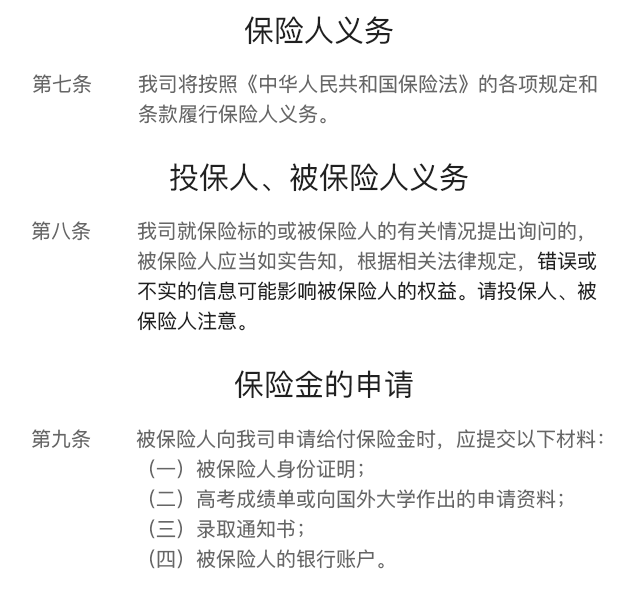 保险人义务
第七条 我司将按照《中华人民共和国保险法》的各项规定和
条款履行保险人义务。
投保人、被保险人义务
第八条 我司就保险标的或被保险人的有关情况提出询问的，
被保险人应当如实告知，根据相关法律规定，错误或
不实的信息可能影响被保险人的权益。请投保人、被
保险人注意。
保险金的申请
第九条 被保险人向我司申请给付保险金时，应提交以下材料：
（一）被保险人身份证明；
（二）高考成绩单或向国外大学作出的申请资料；
（三）录取通知书；
（四）被保险人的银行账户。